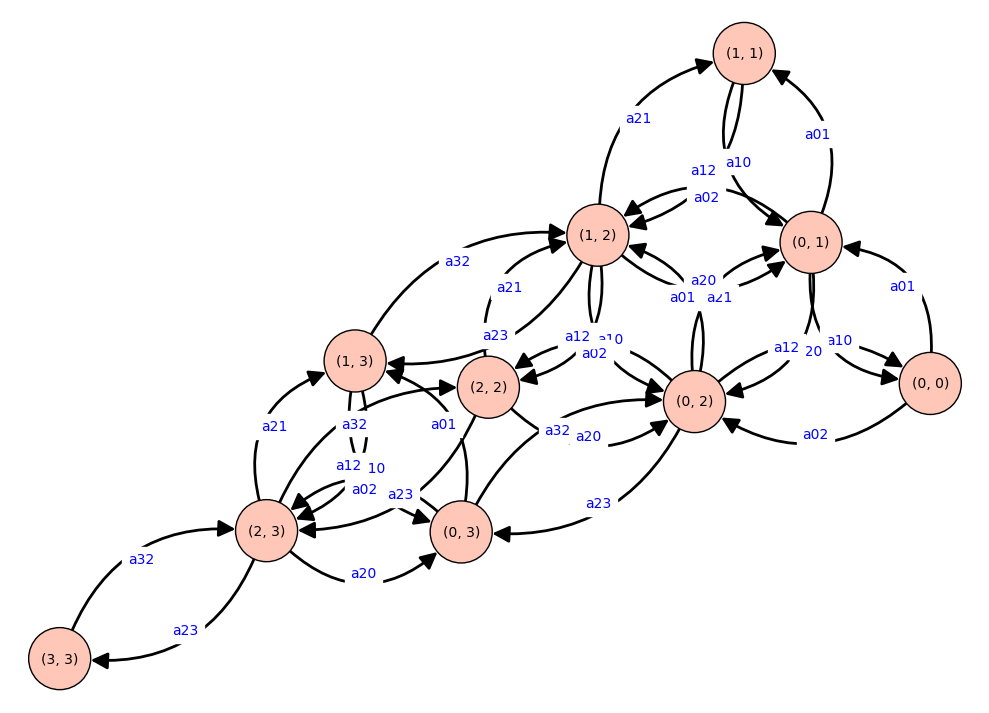 (1, 1)
a21
a01
a10
a12
a02
(1, 2)
(0, 1)
a32
a20
a01
a21
a21
a01
a23
a12
a10
a02
a12
20
a10
(1, 3)
(2, 2)
(0, 2)
(0, 0)
a21
a32
a01
a32
a20
a02
a12
10
a02
a23
a23
(2, 3)
(0, 3)
a32
a20
a23
(3, 3)